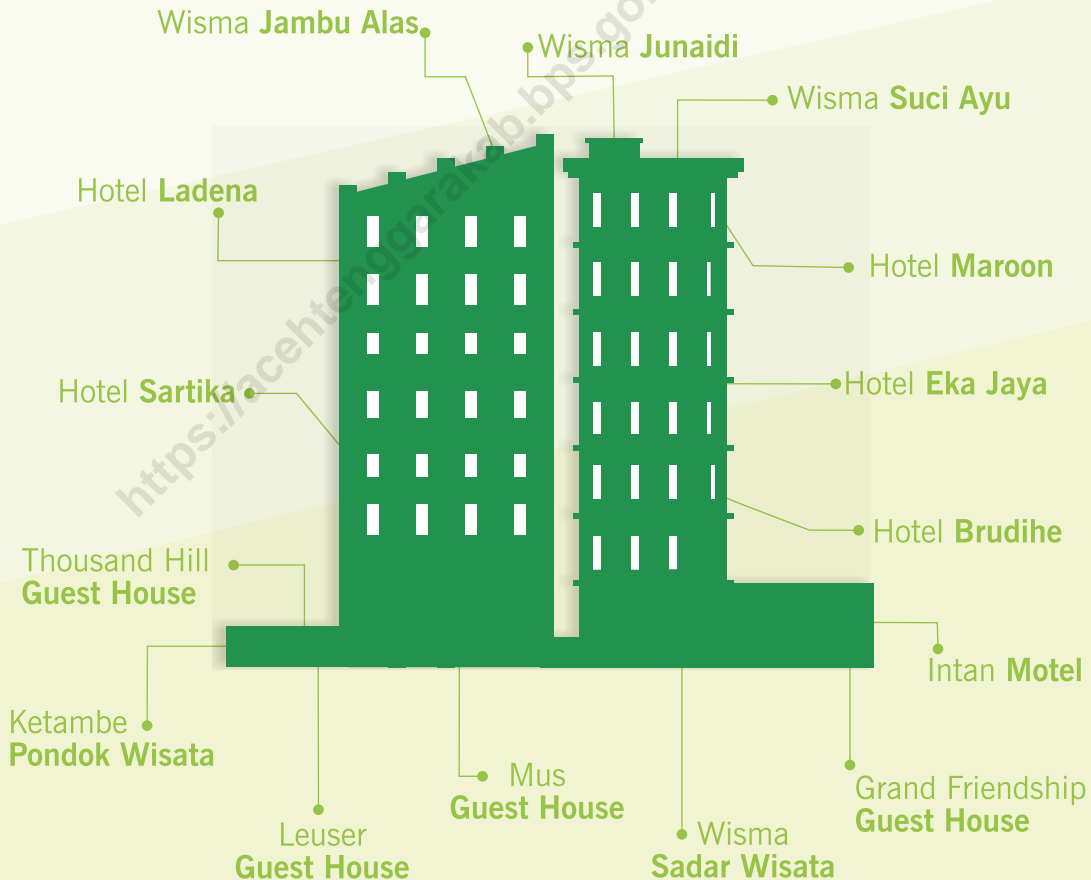 Wisma Jambu Alas
Wisma Junaidi
Wisma Suci Ayu
Hotel Ladena
Hotel Maroon
Hotel Sartika
Hotel Eka Jaya
Hotel Brudihe
Thousand Hill
Guest House
Intan Motel
Ketambe
Pondok Wisata
Mus
Guest House
Grand Friendship
Guest House
Leuser
Guest House
Wisma
Sadar Wisata
https://acehtenggarakab.bps.go